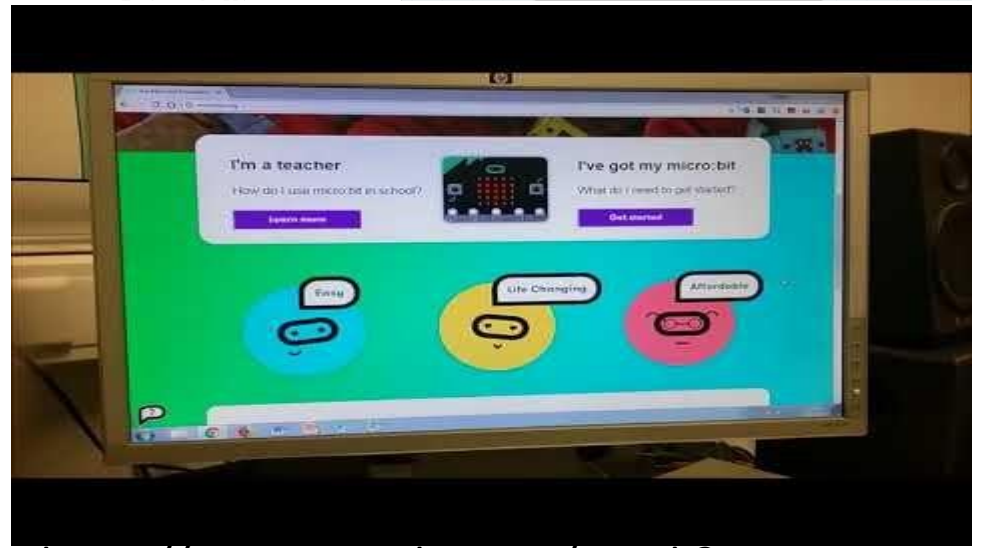 hp
I'm a teacher
How do I use micro:bit in school?
Learn more
I've got my micro:bit
What do I need to get started?
Get started
Easy
Life Changing
Affordable
?